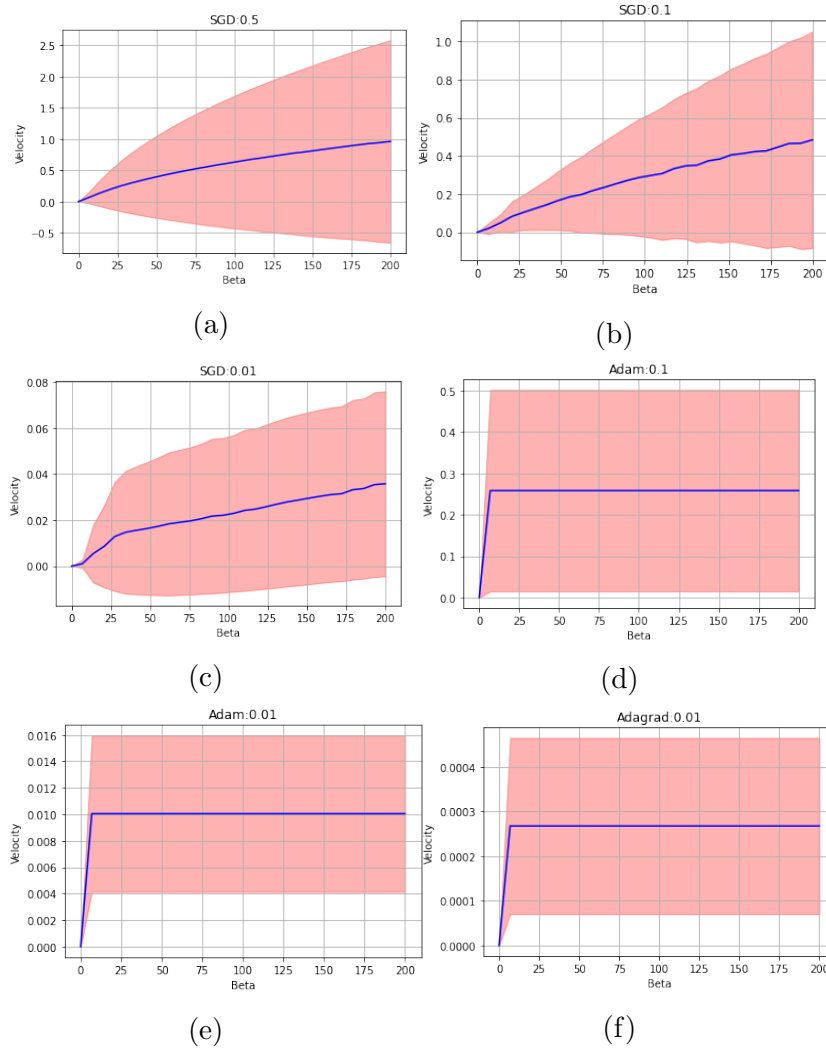 SGD:0.5
2.5
2.0
1.5
1.0
0.5
0.0
−0.5
Velocity
0 25 50 75 100 125 150 175 200
Beta
(a)
SGD:0.1
1.0
0.8
0.6
0.4
0.2
0.0
Velocity
0 25 50 75 100 125 150 175 200
Beta
(b)
SGD:0.01
0.08
0.06
0.04
0.02
0.00
Velocity
0 25 50 75 100 125 150 175 200
Beta
(c)
Adam:0.1
0.5
0.4
0.3
0.2
0.1
0.0
Velocity
0 25 50 75 100 125 150 175 200
Beta
(d)
Adam:0.01
0.016
0.014
0.012
0.010
0.008
0.006
0.004
0.002
0.000
Velocity
0 25 50 75 100 125 150 175 200
Beta
(e)
Adagrad:0.01
0.0004
0.0003
0.0002
0.0001
0.0000
Velocity
0 25 50 75 100 125 150 175 200
Beta
(f)